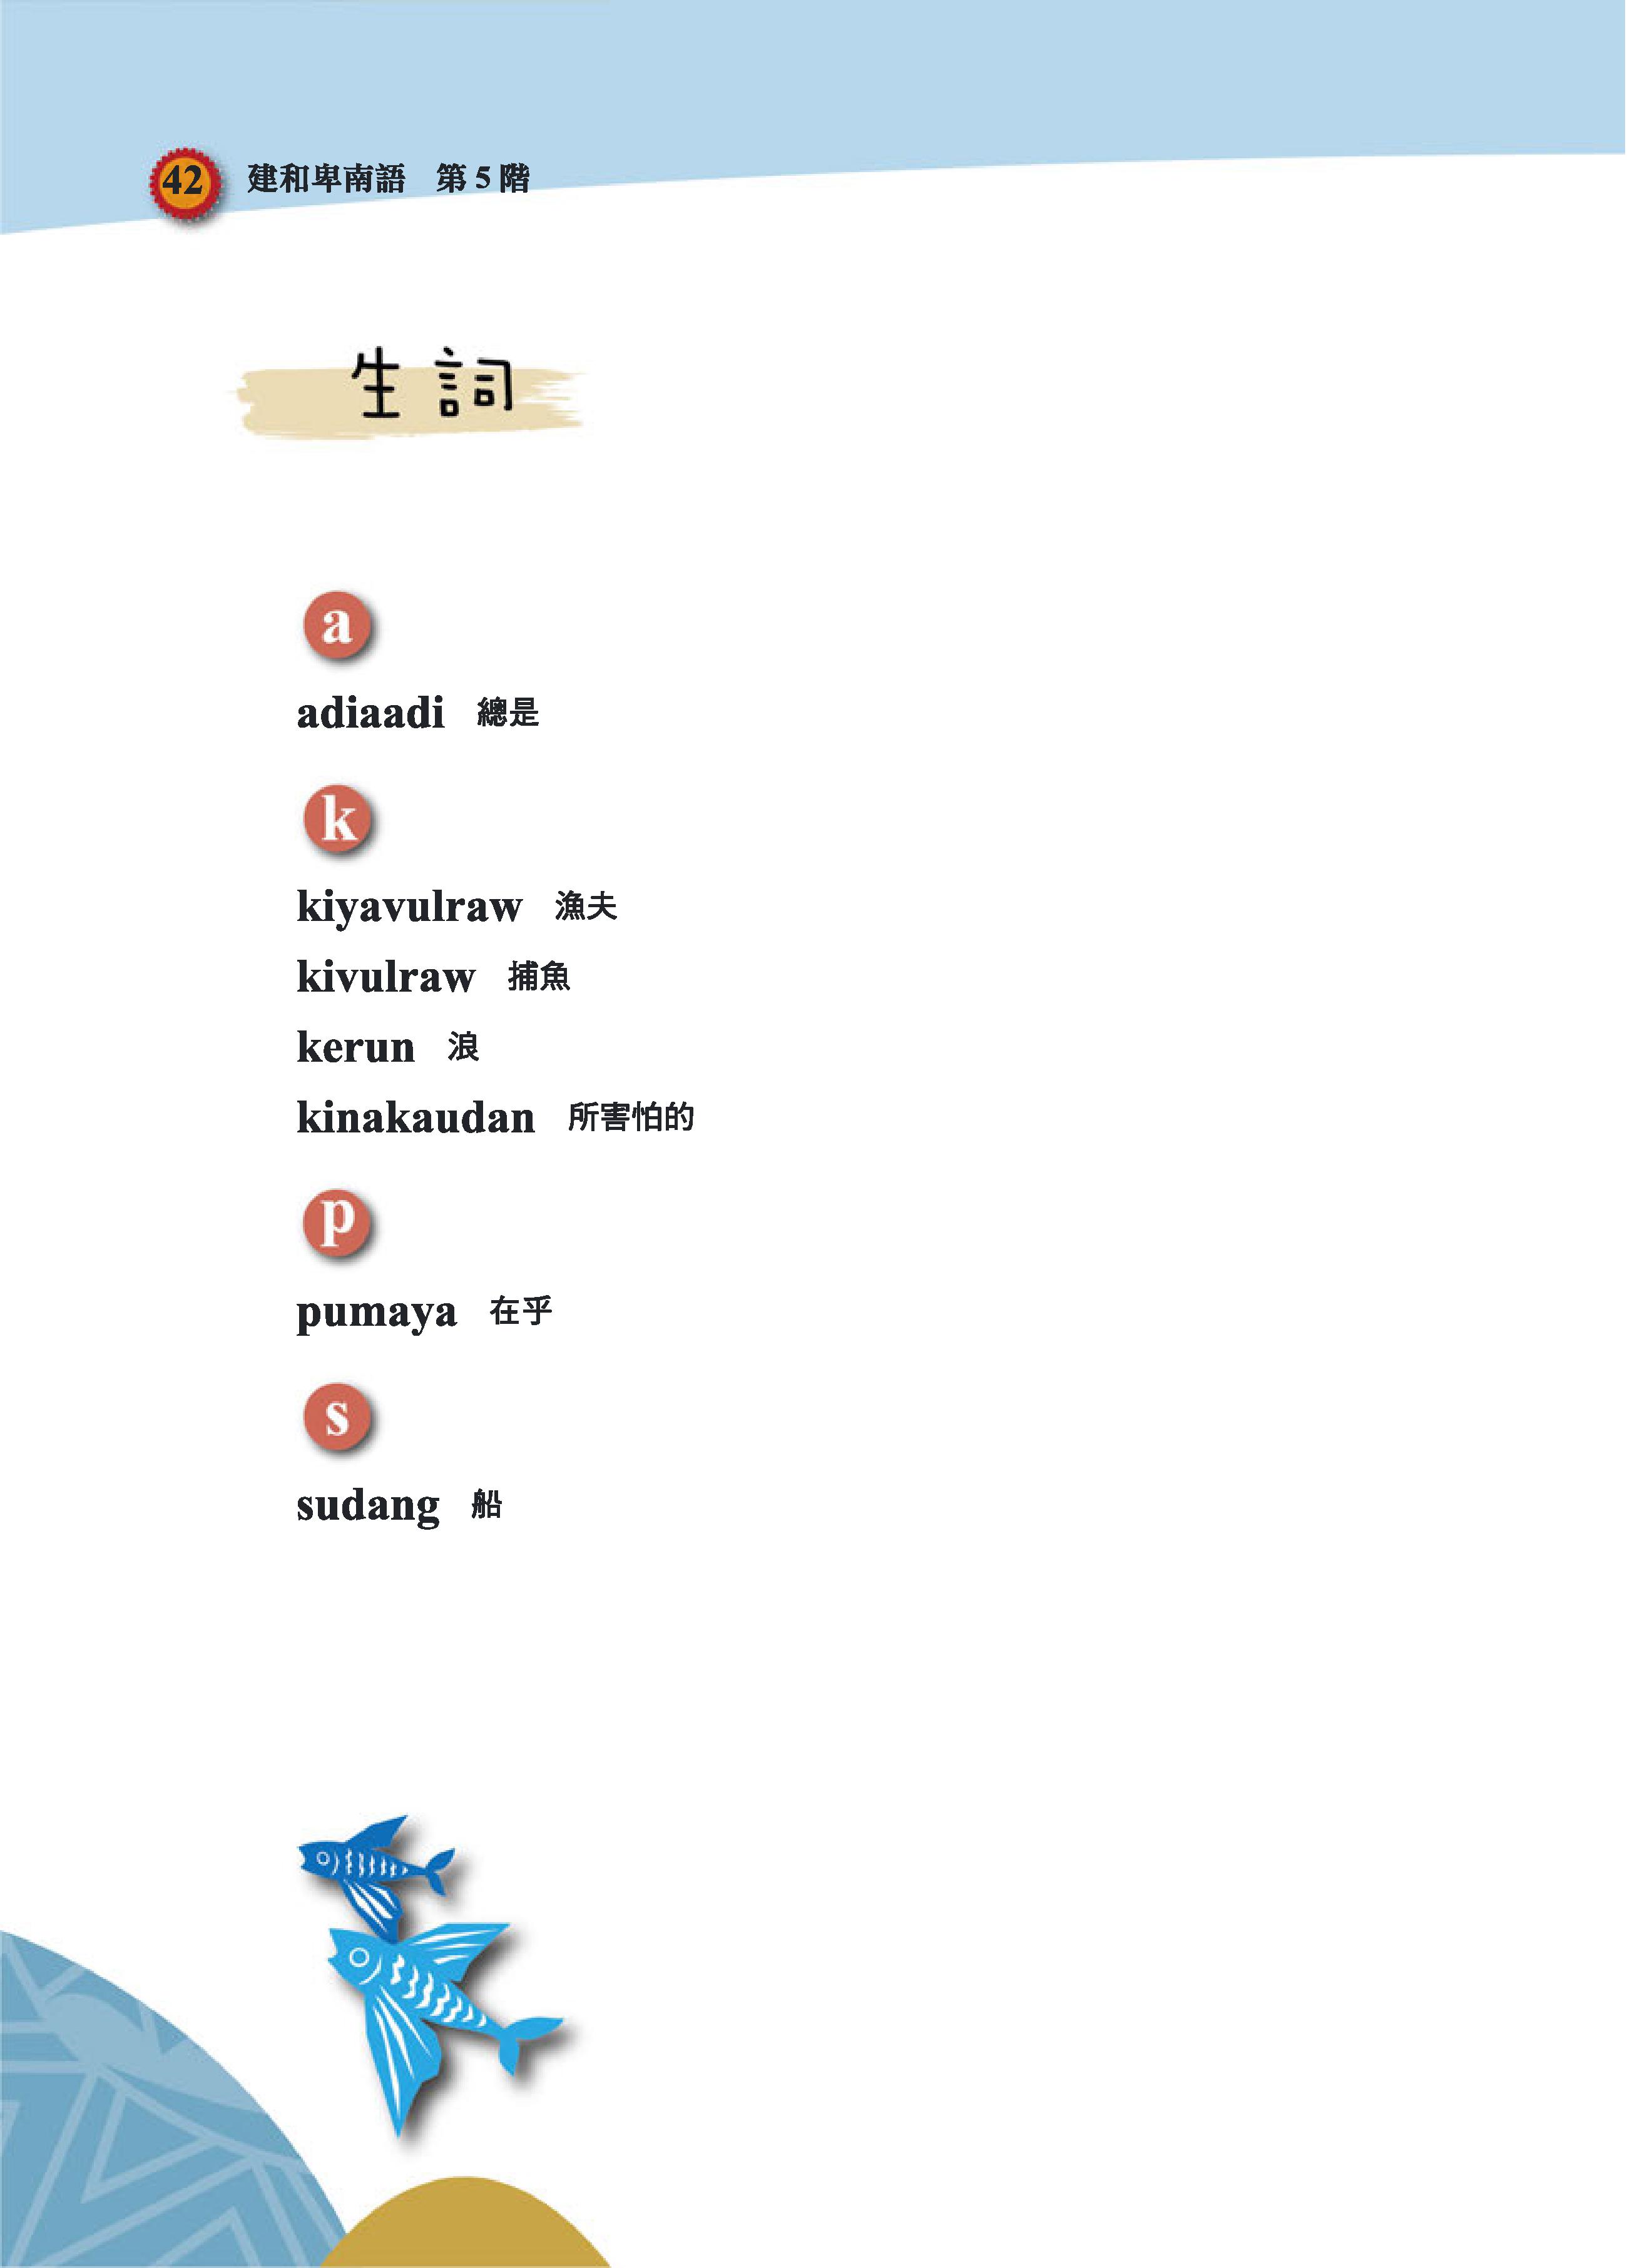 42 建和卑南語 第 5 階
生詞
a
adiaadi 總是
k
kiyavulraw 漁夫
kivulraw 捕魚
kerun 浪
kinakaudan 所害怕的
p
pumaya 在乎
s
sudang 船